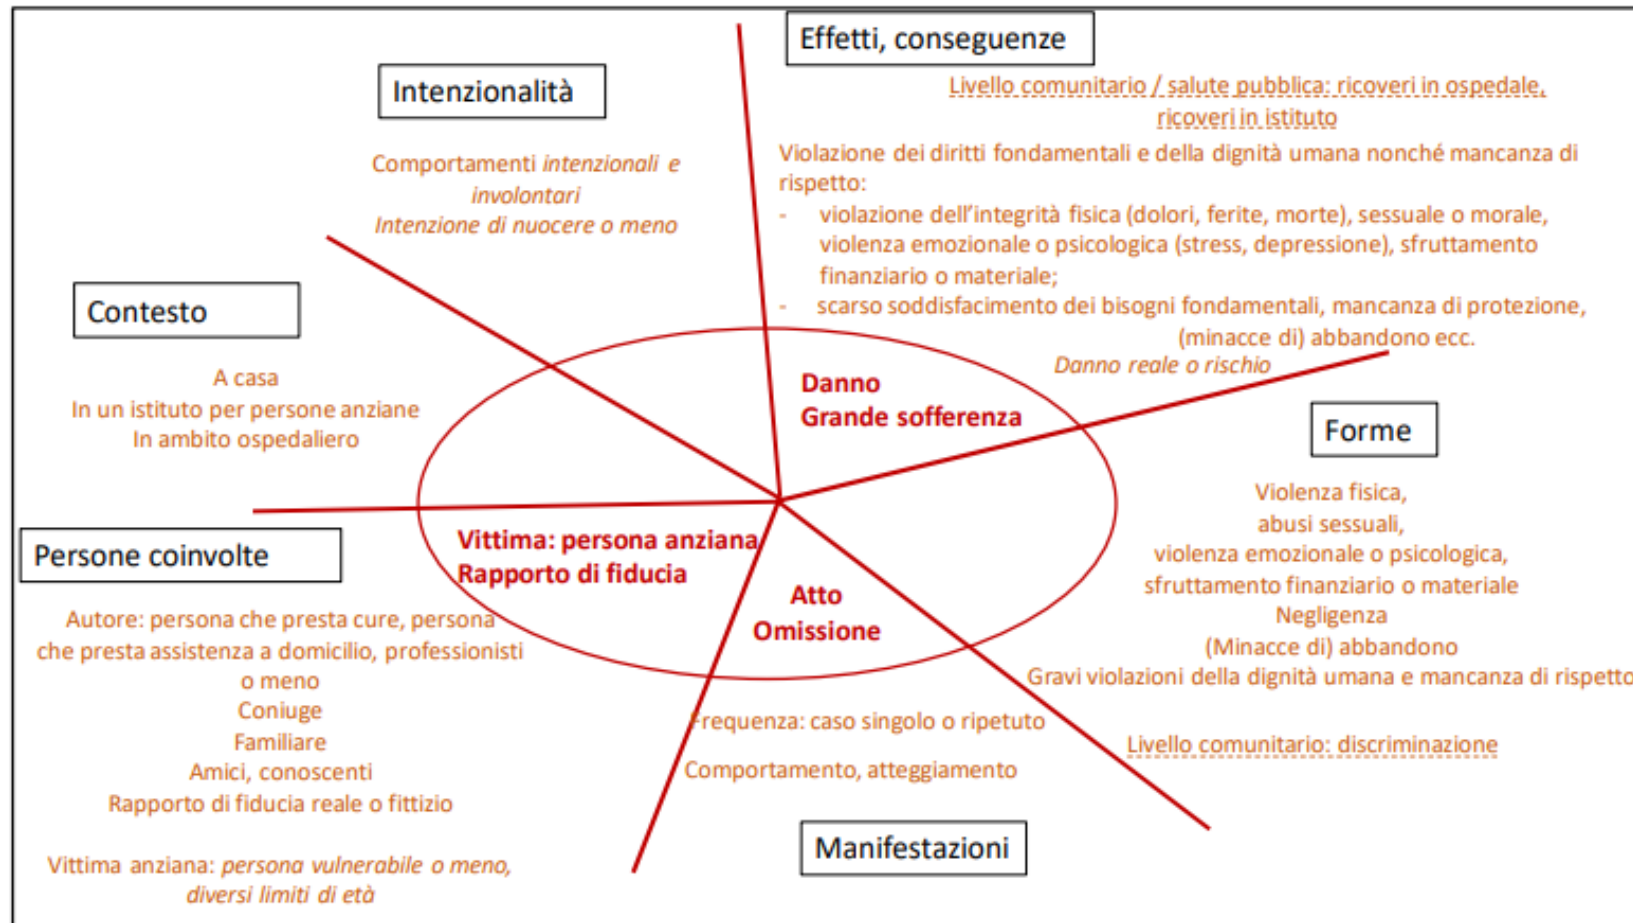 Effetti, conseguenze
Livello comunitario / salute pubblica: ricoveri in ospedale,
ricoveri in istituto
Violazione dei diritti fondamentali e della dignità umana nonché mancanza di
rispetto:
- violazione dell'integrità fisica (dolori, ferite, morte), sessuale o morale,
violenza emozionale o psicologica (stress, depressione), sfruttamento
finanziario o materiale;
- scarso soddisfacimento dei bisogni fondamentali, mancanza di protezione,
(minacce di) abbandono ecc.
Danno reale o rischio
Intenzionalità
Comportamenti intenzionali e
involontari
Intenzione di nuocere o meno
Contesto
A casa
In un istituto per persone anziane
In ambito ospedaliero
Danno
Grande sofferenza
Forme
Violenza fisica,
abusi sessuali,
violenza emozionale o psicologica,
sfruttamento finanziario o materiale
Negligenza
(Minacce di) abbandono
Gravi violazioni della dignità umana e mancanza di rispetto
Livello comunitario: discriminazione
Vittima: persona anziana
Rapporto di fiducia
Persone coinvolte
Autore: persona che presta cure, persona
che presta assistenza a domicilio, professionisti
o meno
Coniuge
Familiare
Amici, conoscenti
Rapporto di fiducia reale o fittizio
Vittima anziana: persona vulnerabile o meno,
diversi limiti di età
Atto
Omissione
Frequenza: caso singolo o ripetuto
Comportamento, atteggiamento
Manifestazioni